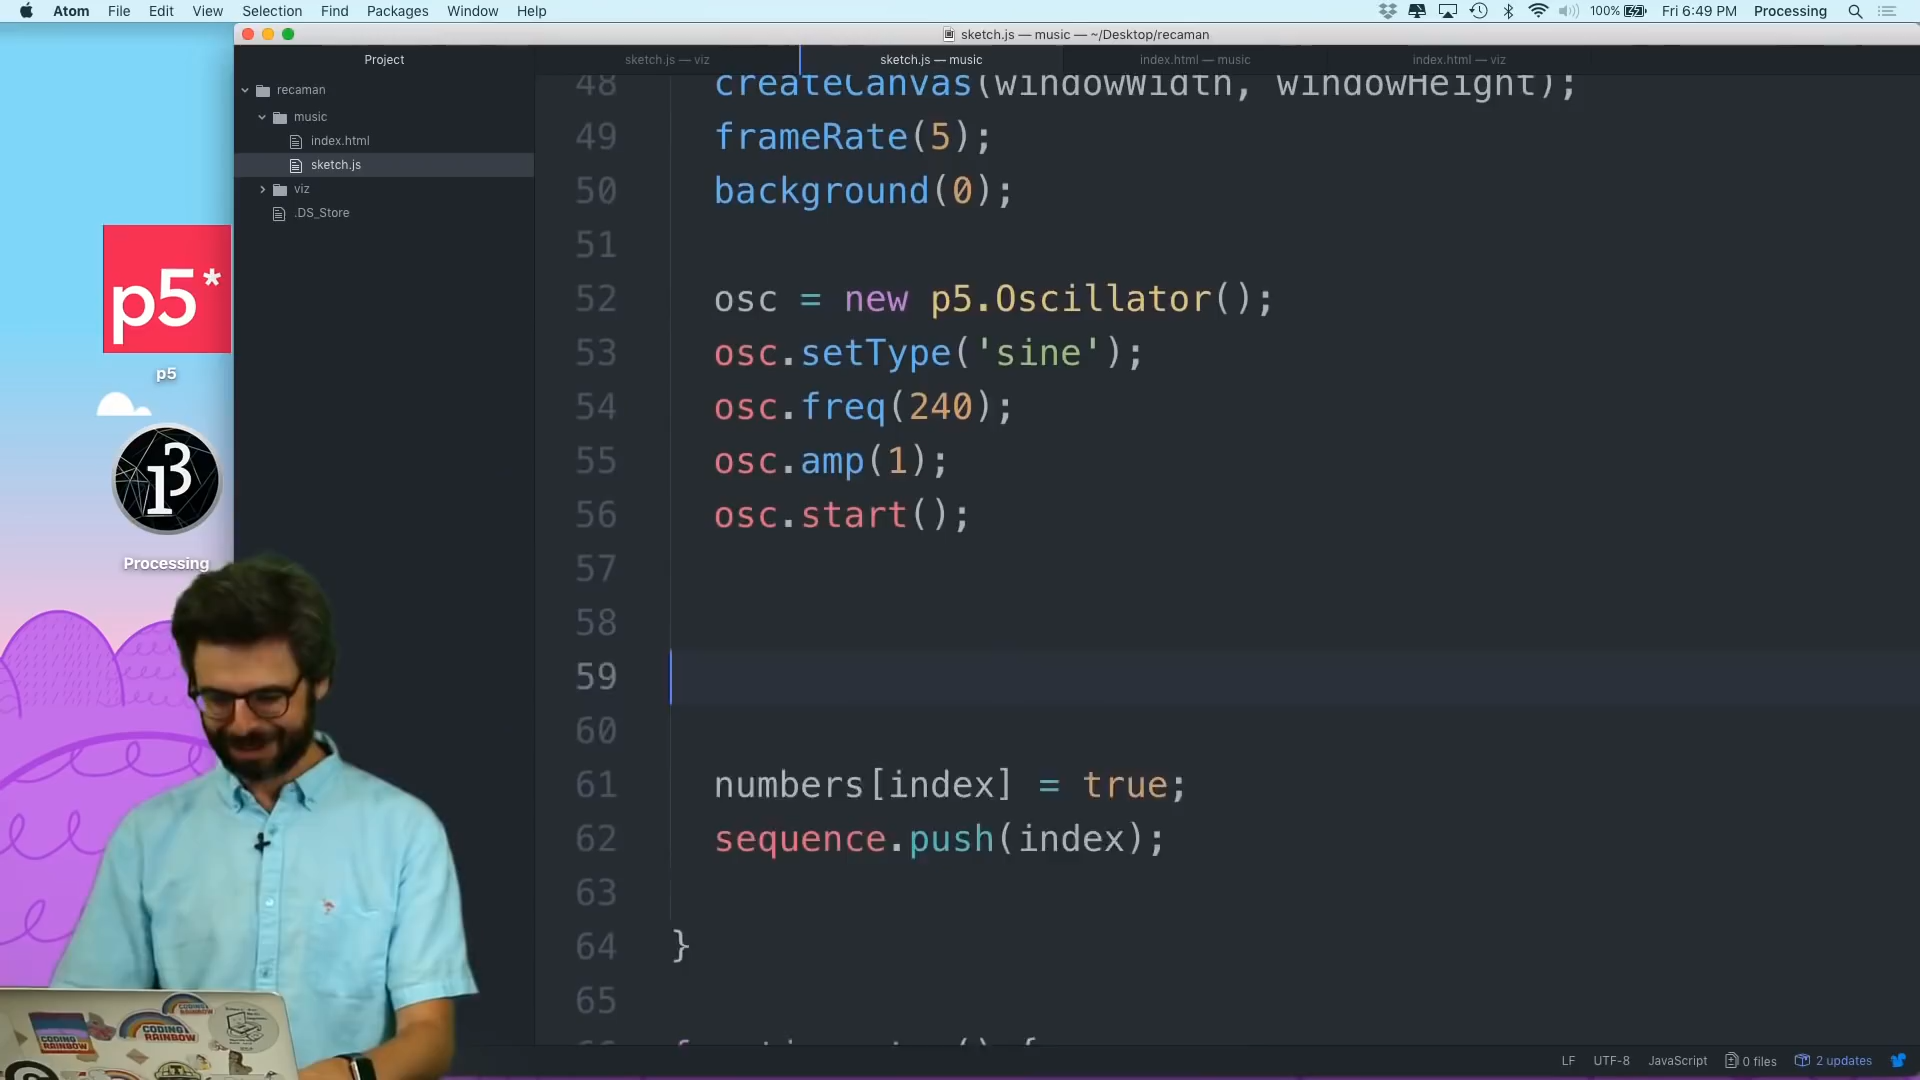 Atom File Edit View Selection Find Packages Window Help
100% Fri 6:49 PM Processing
sketch.js — music — ~/Desktop/recaman
Project
sketch.js — viz
sketch.js — music
index.html — music
index.html — viz
recaman
music
index.html
sketch.js
viz
.DS_Store
p5*
p5
Processing
48 createCanvas(windowWidth, windowHeight);
49 frameRate(5);
50 background(0);
51
52 osc = new p5.Oscillator();
53 osc.setType('sine');
54 osc.freq(240);
55 osc.amp(1);
56 osc.start();
57
58
59
60
61 numbers[index] = true;
62 sequence.push(index);
63
64 }
65
CODING
RAINBOW
CODING
RAINBOW
LF UTF-8 JavaScript 0 files 2 updates